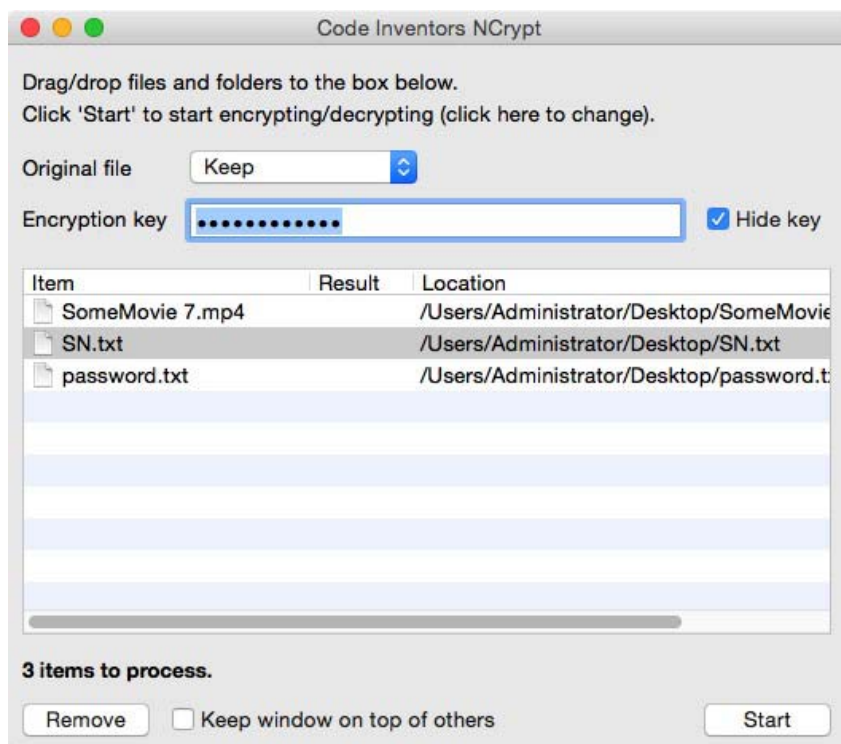 Code Inventors NCrypt
Drag/drop files and folders to the box below.
Click 'Start' to start encrypting/decrypting (click here to change).
Original file Keep
Encryption key •••••••••••• Hide key
Item Result Location
SomeMovie 7.mp4 /Users/Administrator/Desktop/SomeMovie
SN.txt /Users/Administrator/Desktop/SN.txt
password.txt /Users/Administrator/Desktop/password.t
3 items to process.
Remove Keep window on top of others Start